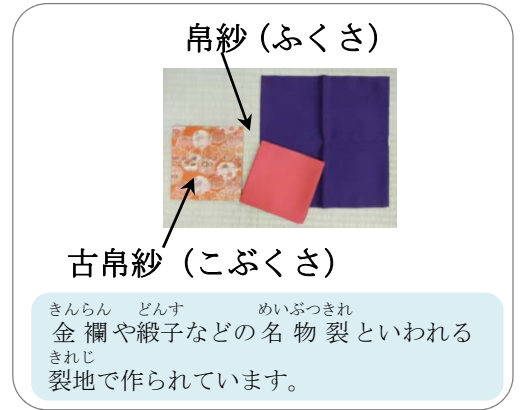 帛紗（ふくさ）
古帛紗（こぶくさ）
きんらん どんす めいぶつきれ
金襴や緞子などの名物裂といわれる
きれじ
裂地で作られています。